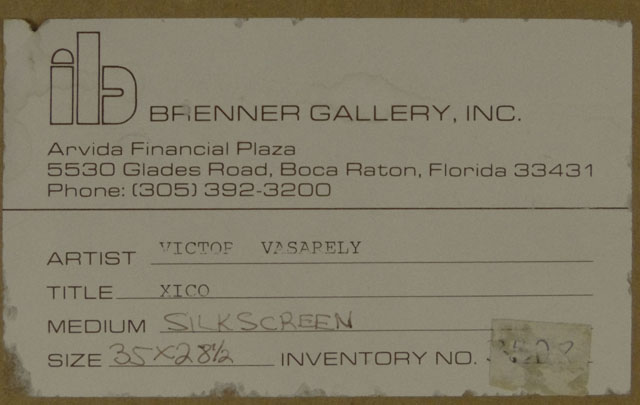 ib BRENNER GALLERY, INC.
Arvida Financial Plaza
5530 Glades Road, Boca Raton, Florida 33431
Phone: (305) 392-3200
ARTIST VICTOR VASARELY
TITLE XICO
MEDIUM SILKSCREEN
SIZE 35X28½ INVENTORY NO.